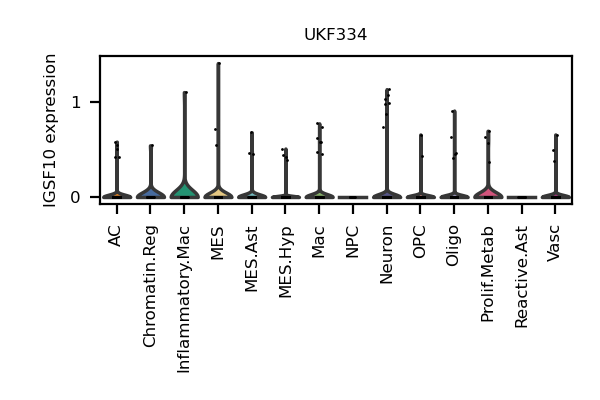 UKF334
IGSF10 expression
1
0
AC
Chromatin.Reg
Inflammatory.Mac
MES
MES.Ast
MES.Hyp
Mac
NPC
Neuron
OPC
Oligo
Prolif.Metab
Reactive.Ast
Vasc